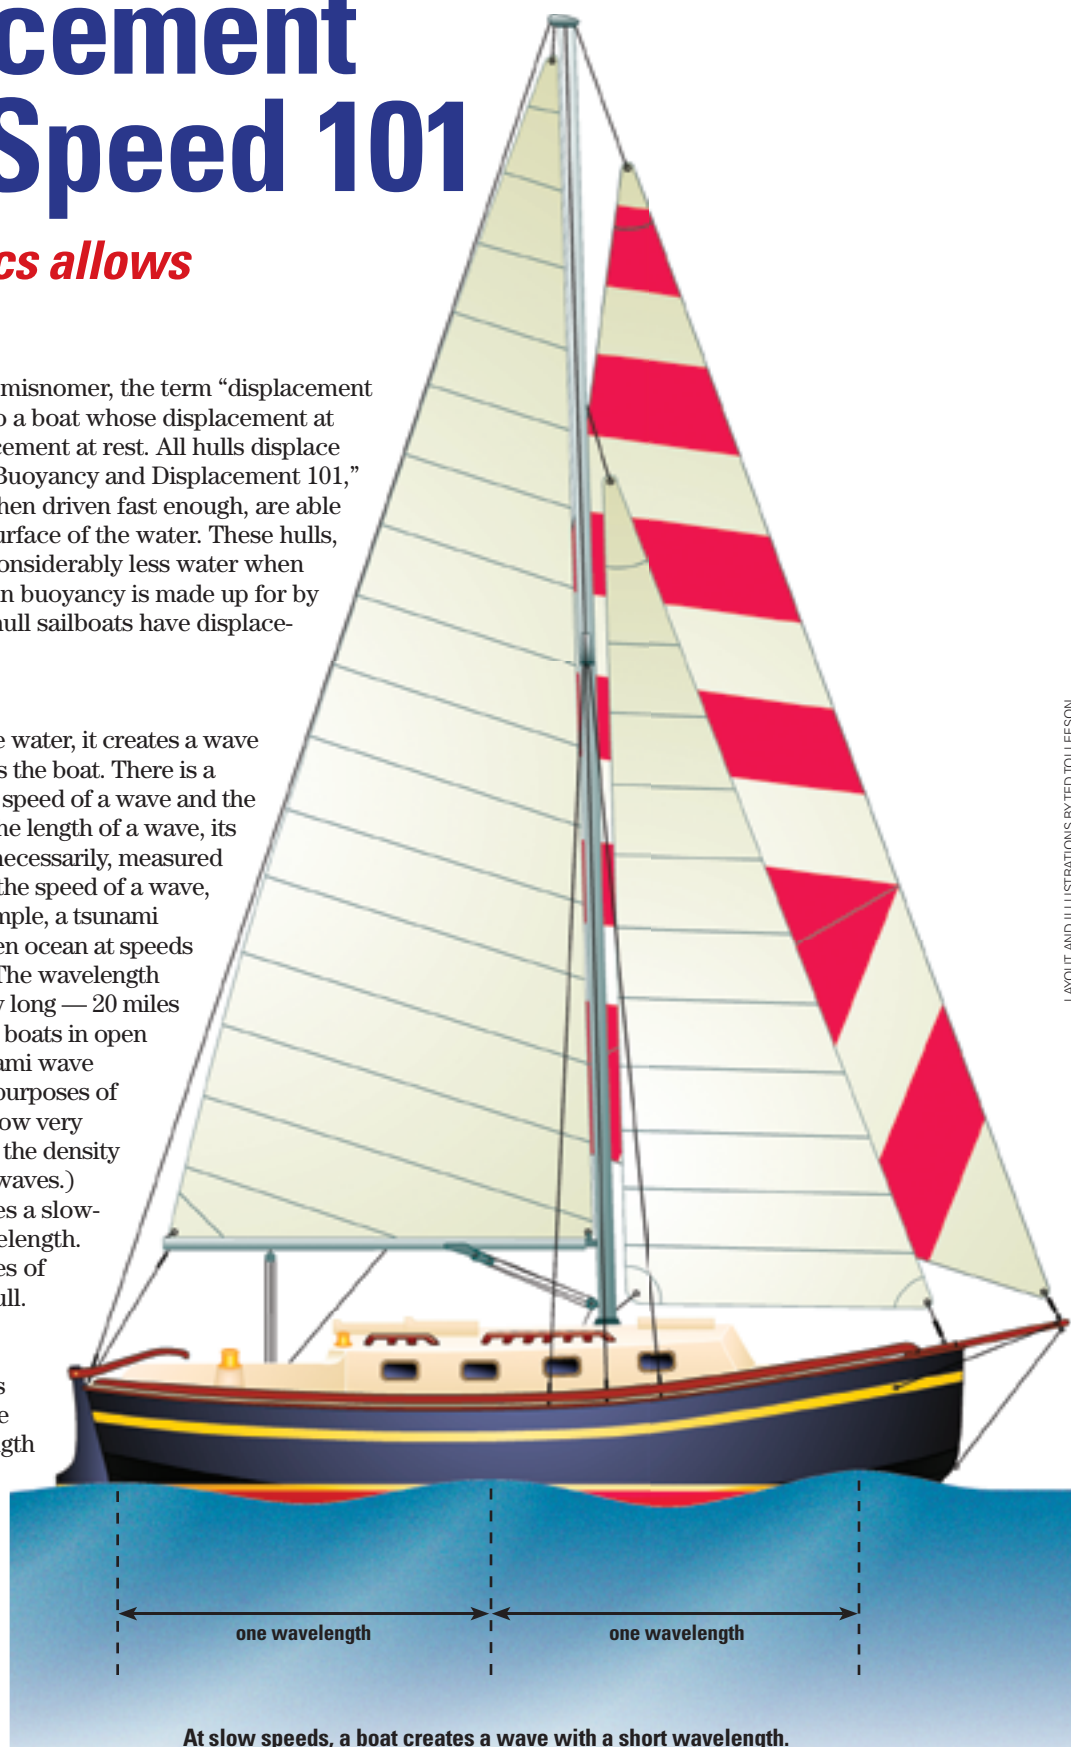 cement
Speed 101
cs allows
misnomer, the term “displacement
o a boat whose displacement at
cement at rest. All hulls displace
Buoyancy and Displacement 101,”
hen driven fast enough, are able
urface of the water. These hulls,
onsiderably less water when
n buoyancy is made up for by
hull sailboats have displace-
e water, it creates a wave
s the boat. There is a
speed of a wave and the
he length of a wave, its
necessarily, measured
the speed of a wave,
mple, a tsunami
en ocean at speeds
The wavelength
y long — 20 miles
boats in open
ami wave
purposes of
ow very
the density
waves.)
es a slow-
elength.
es of
ull.
s
e
gth
LAYOUT AND ILLUSTRATIONS BY TED TOLLEFSON
one wavelength
one wavelength
At slow speeds, a boat creates a wave with a short wavelength.